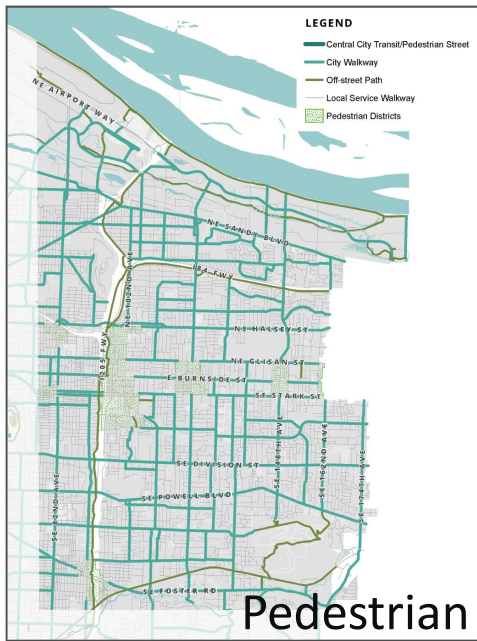 LEGEND
Central City Transit/Pedestrian Street
City Walkway
Off-street Path
Local Service Walkway
Pedestrian Districts
NE AIRPORT WAY
NE SANDY BLVD
I 84 FWY
NE 102ND AVE
NE HALSEY ST
I 205 FWY
NE GLISAN ST
E BURNSIDE ST
SE STARK ST
SE 148TH AVE
SE 162ND AVE
SE 174TH AVE
SE DIVISION ST
SE 82ND AVE
SE POWELL BLVD
SE FOSTER RD
Pedestrian